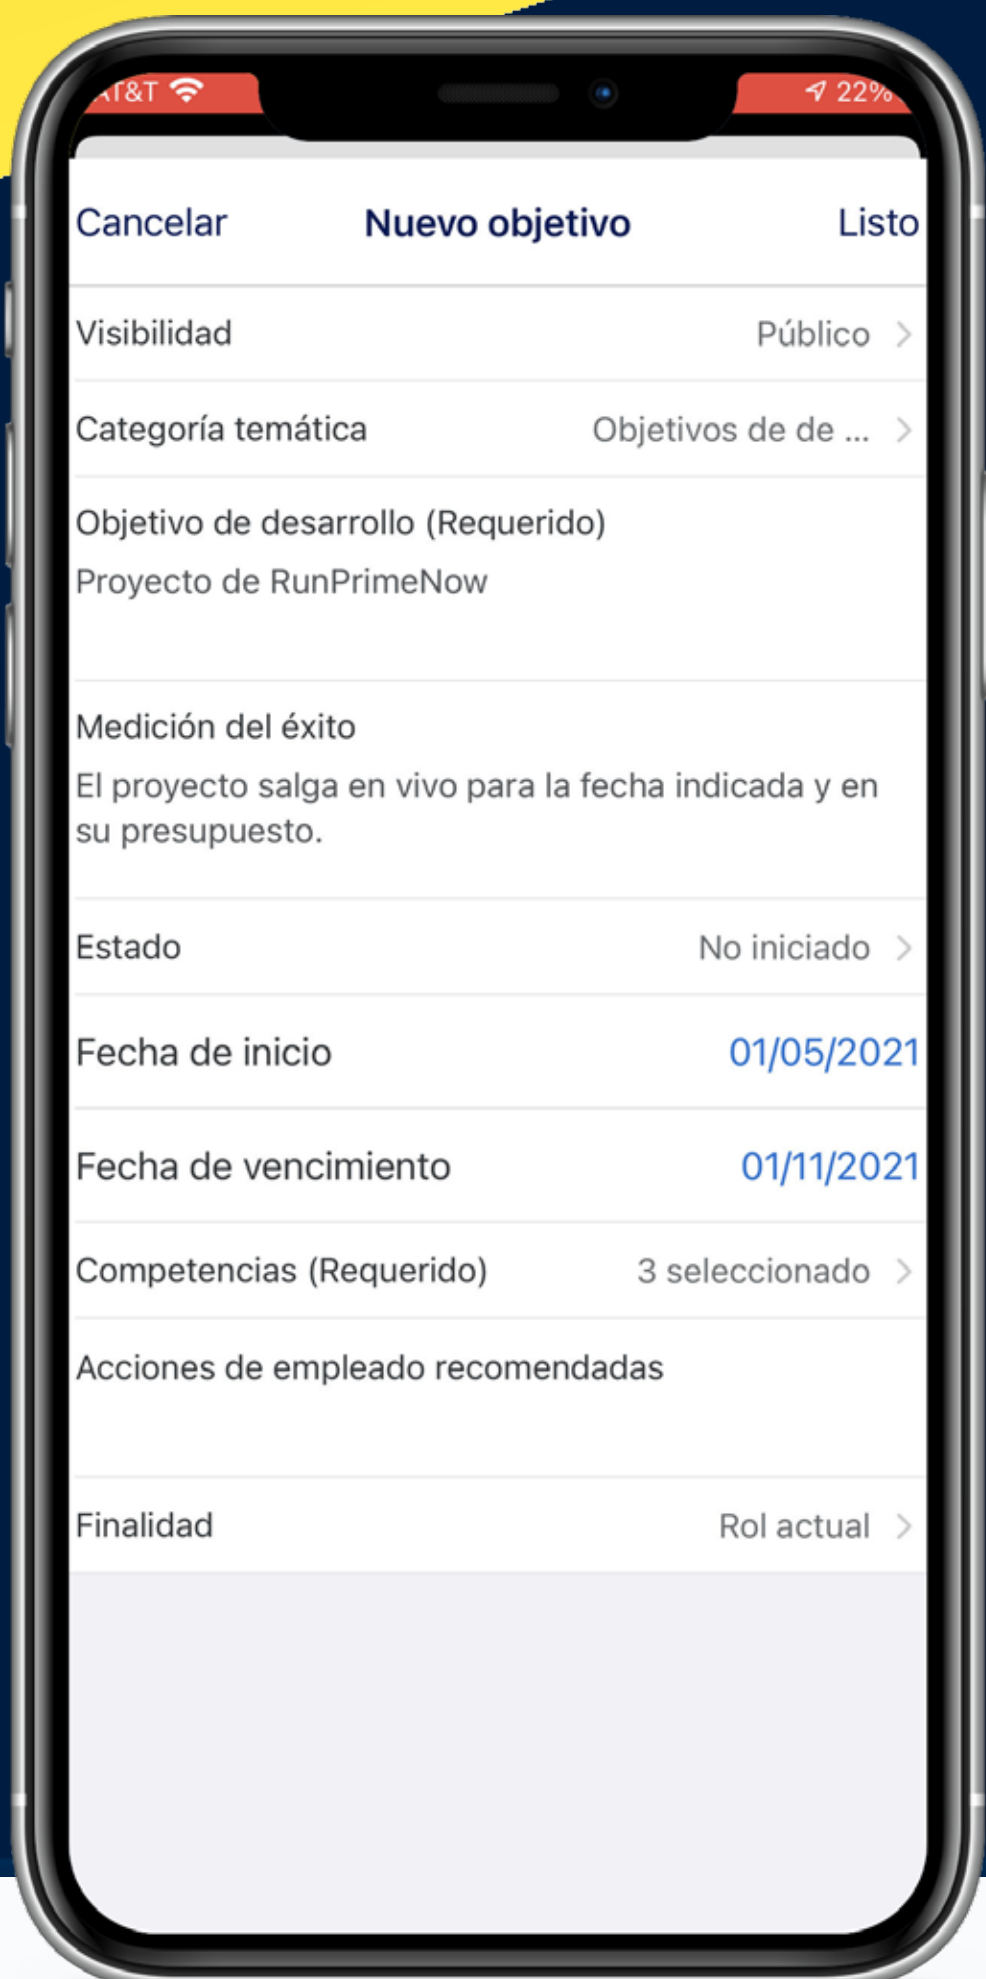 AT&T 22%
Cancelar Nuevo objetivo Listo
Visibilidad Público
Categoría temática Objetivos de de ...
Objetivo de desarrollo (Requerido)
Proyecto de RunPrimeNow
Medición del éxito
El proyecto salga en vivo para la fecha indicada y en
su presupuesto.
Estado No iniciado
Fecha de inicio 01/05/2021
Fecha de vencimiento 01/11/2021
Competencias (Requerido) 3 seleccionado
Acciones de empleado recomendadas
Finalidad Rol actual